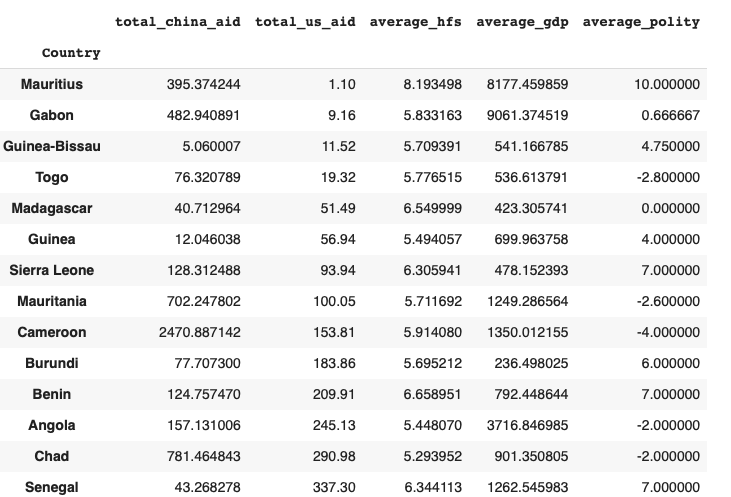 total_china_aid total_us_aid average_hfs average_gdp average_polity
Country
Mauritius 395.374244 1.10 8.193498 8177.459859 10.000000
Gabon 482.940891 9.16 5.833163 9061.374519 0.666667
Guinea-Bissau 5.060007 11.52 5.709391 541.166785 4.750000
Togo 76.320789 19.32 5.776515 536.613791 -2.800000
Madagascar 40.712964 51.49 6.549999 423.305741 0.000000
Guinea 12.046038 56.94 5.494057 699.963758 4.000000
Sierra Leone 128.312488 93.94 6.305941 478.152393 7.000000
Mauritania 702.247802 100.05 5.711692 1249.286564 -2.600000
Cameroon 2470.887142 153.81 5.914080 1350.012155 -4.000000
Burundi 77.707300 183.86 5.695212 236.498025 6.000000
Benin 124.757470 209.91 6.658951 792.448644 7.000000
Angola 157.131006 245.13 5.448070 3716.846985 -2.000000
Chad 781.464843 290.98 5.293952 901.350805 -2.000000
Senegal 43.268278 337.30 6.344113 1262.545983 7.000000